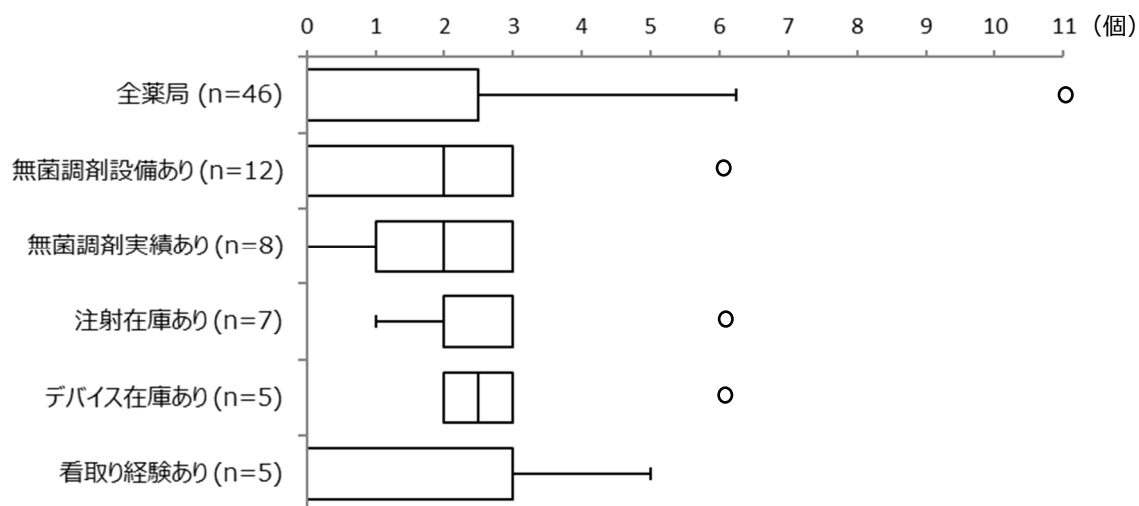 0 1 2 3 4 5 6 7 8 9 10 11 （個）
全薬局 (n=46)
無菌調剤設備あり (n=12)
無菌調剤実績あり (n=8)
注射在庫あり (n=7)
デバイス在庫あり (n=5)
看取り経験あり (n=5)